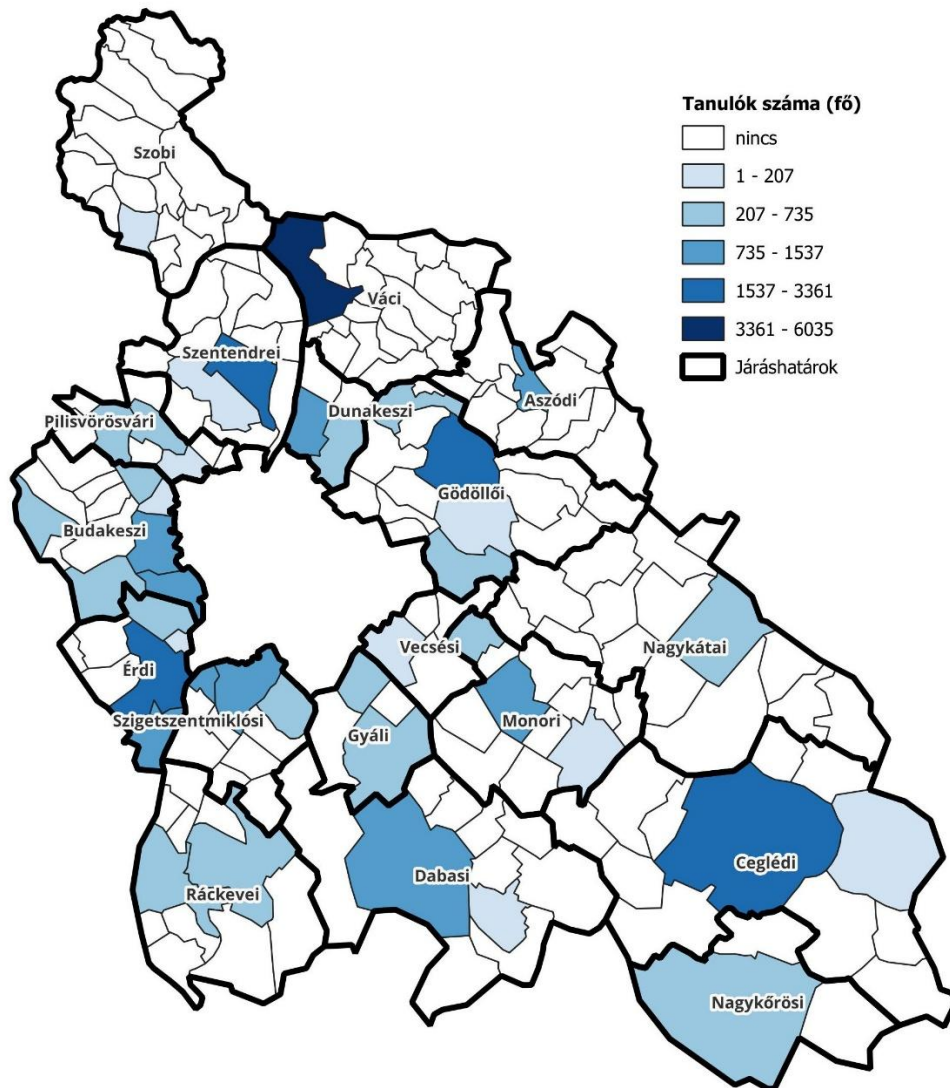 Tanulók száma (fő)
nincs
1 - 207
207 - 735
735 - 1537
1537 - 3361
3361 - 6035
Járáshatárok
Szobi
Váci
Szentendrei
Aszódi
Dunakeszi
Pilisvörösvári
Gödöllői
Budakeszi
Vecsési
Nagykátai
Érdi
Szigetszentmiklósi
Monori
Gyáli
Ceglédi
Dabasi
Ráckevei
Nagykőrösi